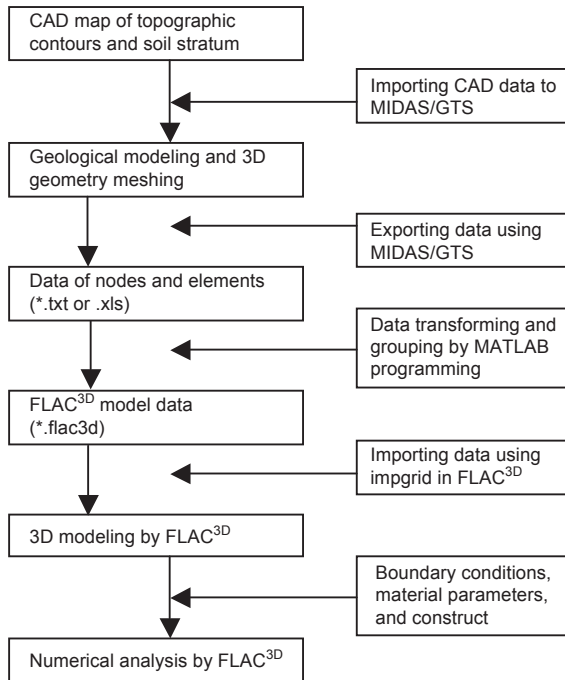 CAD map of topographic
contours and soil stratum
Importing CAD data to
MIDAS/GTS
Geological modeling and 3D
geometry meshing
Exporting data using
MIDAS/GTS
Data of nodes and elements
(*.txt or .xls)
Data transforming and
grouping by MATLAB
programming
FLAC3D model data
(*.flac3d)
Importing data using
impgrid in FLAC3D
3D modeling by FLAC3D
Boundary conditions,
material parameters,
and construct
Numerical analysis by FLAC3D